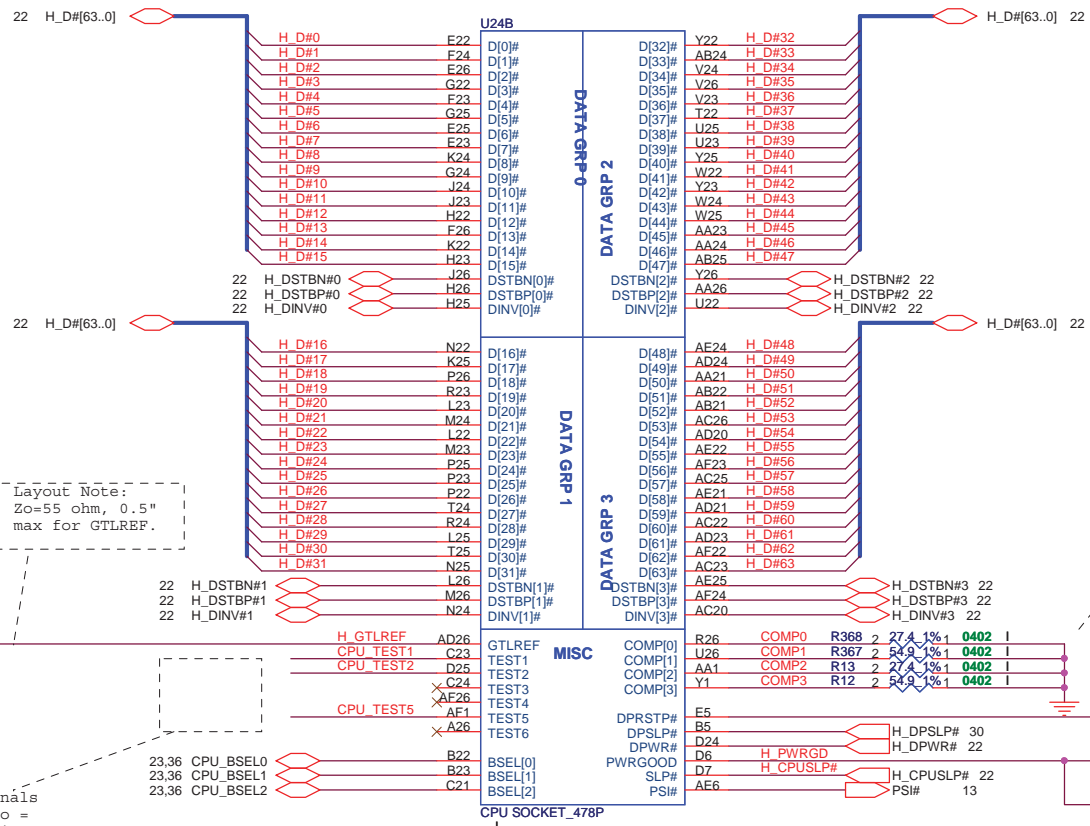 22 H_D#[63..0]
H_D#[63..0] 22
U24B
H_D#0 E22 D[0]# D[32]# Y22 H_D#32
H_D#1 F24 D[1]# D[33]# AB24 H_D#33
H_D#2 E26 D[2]# D[34]# V24 H_D#34
H_D#3 G22 D[3]# D[35]# V26 H_D#35
H_D#4 F23 D[4]# D[36]# V23 H_D#36
H_D#5 G25 D[5]# D[37]# T22 H_D#37
H_D#6 E25 D[6]# D[38]# U25 H_D#38
H_D#7 E23 D[7]# D[39]# U23 H_D#39
H_D#8 K24 D[8]# D[40]# Y25 H_D#40
H_D#9 G24 D[9]# D[41]# W22 H_D#41
H_D#10 J24 D[10]# D[42]# Y23 H_D#42
H_D#11 J23 D[11]# D[43]# W24 H_D#43
H_D#12 H22 D[12]# D[44]# W25 H_D#44
H_D#13 F26 D[13]# D[45]# AA23 H_D#45
H_D#14 K22 D[14]# D[46]# AA24 H_D#46
H_D#15 H23 D[15]# D[47]# AB25 H_D#47
22 H_DSTBN#0 J26 DSTBN[0]# DSTBN[2]# Y26 H_DSTBN#2 22
22 H_DSTBP#0 H26 DSTBP[0]# DSTBP[2]# AA26 H_DSTBP#2 22
22 H_DINV#0 H25 DINV[0]# DINV[2]# U22 H_DINV#2 22
DATA GRP 0
DATA GRP 2
22 H_D#[63..0]
H_D#[63..0] 22
H_D#16 N22 D[16]# D[48]# AE24 H_D#48
H_D#17 K25 D[17]# D[49]# AD24 H_D#49
H_D#18 P26 D[18]# D[50]# AA21 H_D#50
H_D#19 R23 D[19]# D[51]# AB22 H_D#51
H_D#20 L23 D[20]# D[52]# AB21 H_D#52
H_D#21 M24 D[21]# D[53]# AC26 H_D#53
H_D#22 L22 D[22]# D[54]# AD20 H_D#54
H_D#23 M23 D[23]# D[55]# AE22 H_D#55
H_D#24 P25 D[24]# D[56]# AF23 H_D#56
H_D#25 P23 D[25]# D[57]# AC25 H_D#57
H_D#26 P22 D[26]# D[58]# AE21 H_D#58
H_D#27 T24 D[27]# D[59]# AD21 H_D#59
H_D#28 R24 D[28]# D[60]# AC22 H_D#60
H_D#29 L25 D[29]# D[61]# AD23 H_D#61
H_D#30 T25 D[30]# D[62]# AF22 H_D#62
H_D#31 N25 D[31]# D[63]# AC23 H_D#63
22 H_DSTBN#1 L26 DSTBN[1]# DSTBN[3]# AE25 H_DSTBN#3 22
22 H_DSTBP#1 M26 DSTBP[1]# DSTBP[3]# AF24 H_DSTBP#3 22
22 H_DINV#1 N24 DINV[1]# DINV[3]# AC20 H_DINV#3 22
DATA GRP 1
DATA GRP 3
Layout Note:
Zo=55 ohm, 0.5"
max for GTLREF.
MISC
H_GTLREF AD26 GTLREF COMP[0] R26 COMP0 R368 2 27.4_1% 1 0402 I
CPU_TEST1 C23 TEST1 COMP[1] U26 COMP1 R367 2 54.9_1% 1 0402 I
CPU_TEST2 D25 TEST2 COMP[2] AA1 COMP2 R13 2 27.4_1% 1 0402 I
C24 TEST3 COMP[3] Y1 COMP3 R12 2 54.9_1% 1 0402 I
AF26 TEST4
CPU_TEST5 AF1 TEST5 DPRSTP# E5
A26 TEST6 DPSLP# B5 H_DPSLP# 30
DPWR# D24 H_DPWR# 22
22 PWRGOOD D6 H_PWRGD
23,36 CPU_BSEL0 B22 BSEL[0]
23,36 CPU_BSEL1 B23 BSEL[1] SLP# D7 H_CPUSLP# H_CPUSLP# 22
23,36 CPU_BSEL2 C21 BSEL[2] PSI# AE6 PSI# 13
CPU SOCKET_478P
nals
o =